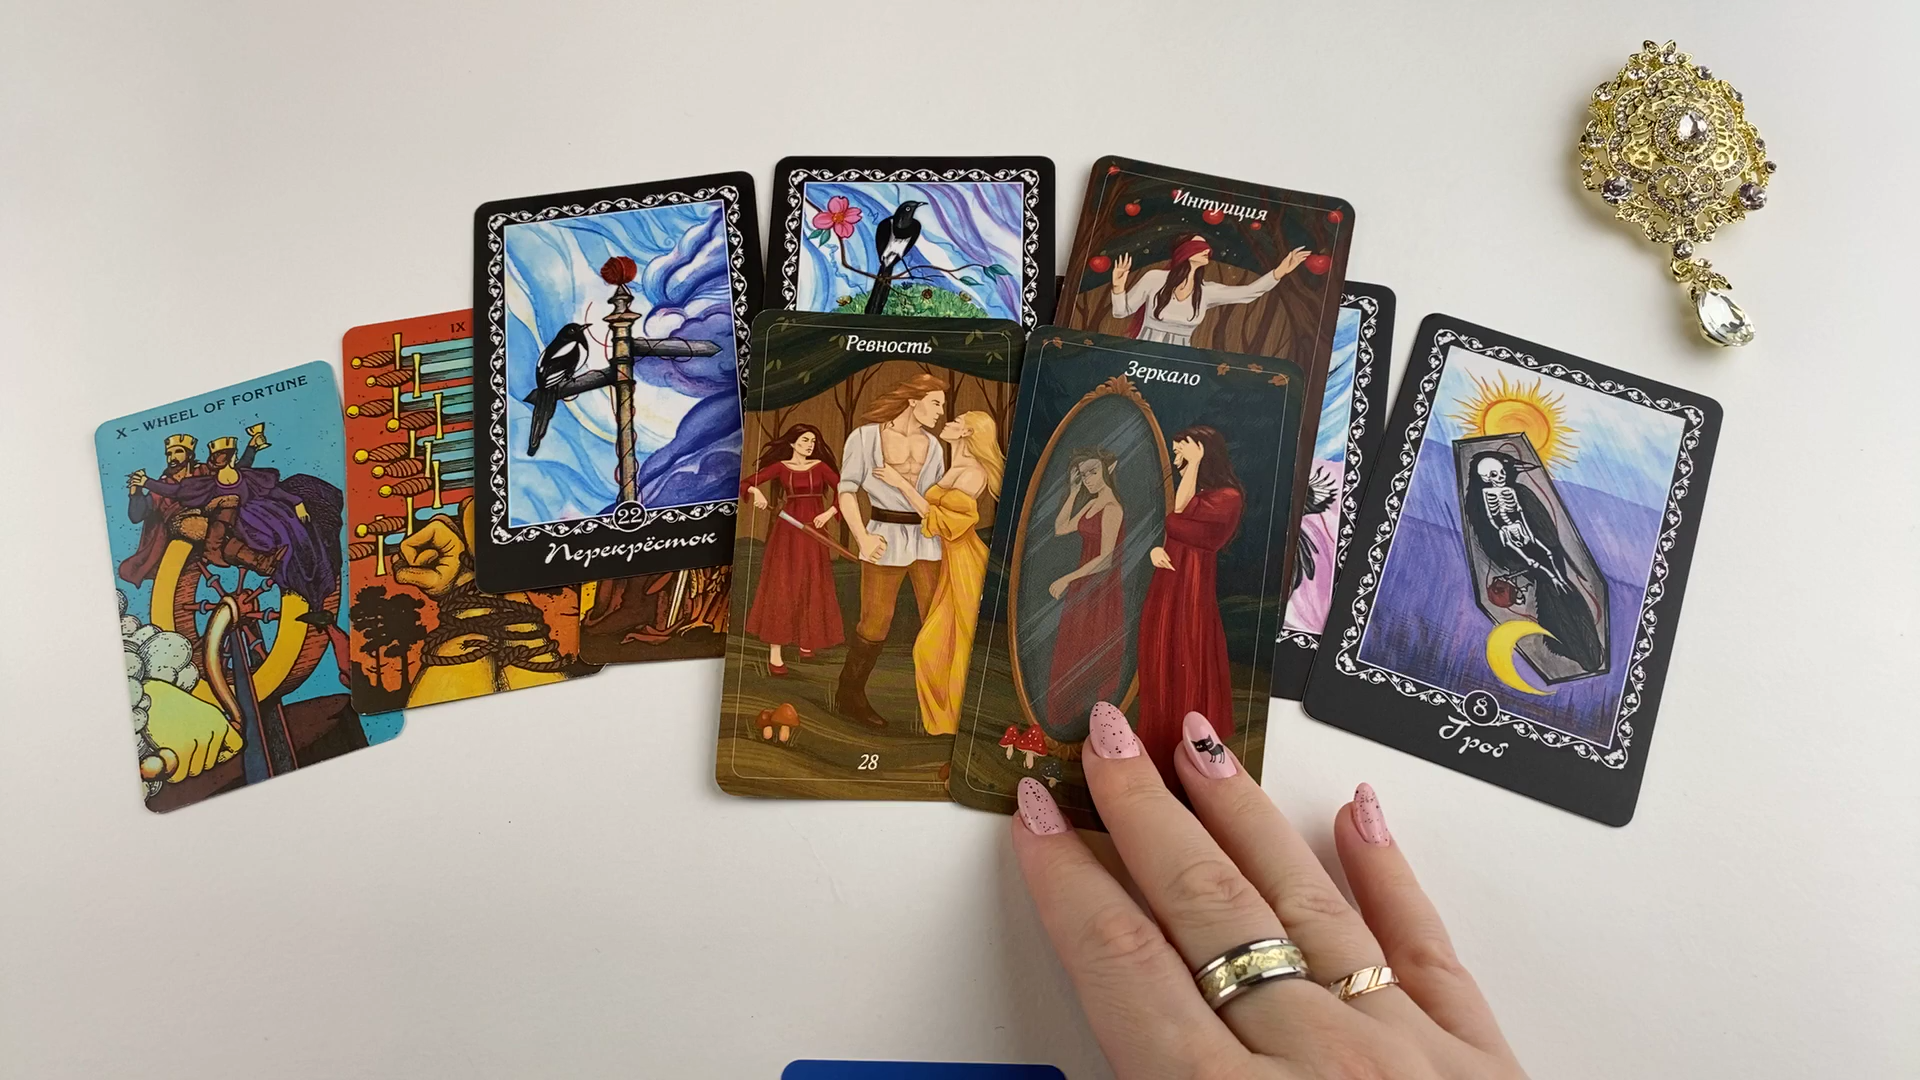 X – WHEEL OF FORTUNE
IX
22
Перекрёсток
Ревность
28
Интуиция
Зеркало
8
Гроб